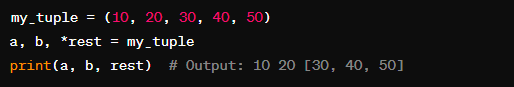 my_tuple = (10, 20, 30, 40, 50)
a, b, *rest = my_tuple
print(a, b, rest)  # Output: 10 20 [30, 40, 50]